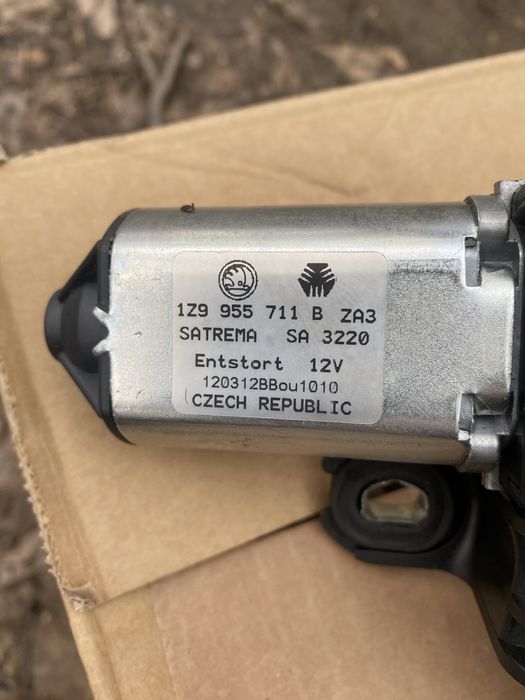 1Z9 955 711 B ZA3
SATREMA SA 3220
Entstort 12V
120312BBou1010
CZECH REPUBLIC